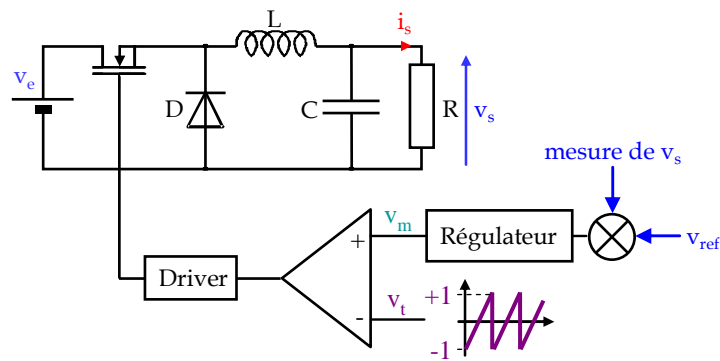 L
i_s
v_e
D
C
R
v_s
mesure de v_s
v_m
Régulateur
v_ref
+
Driver
-
v_t
+1
-1